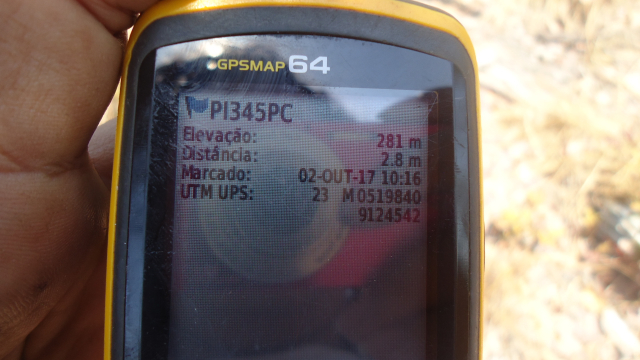 GPSMAP 64
PI345PC
Elevação: 281 m
Distância: 2.8 m
Marcado: 02-OUT-17 10:16
UTM UPS: 23 M 0519840
9124542